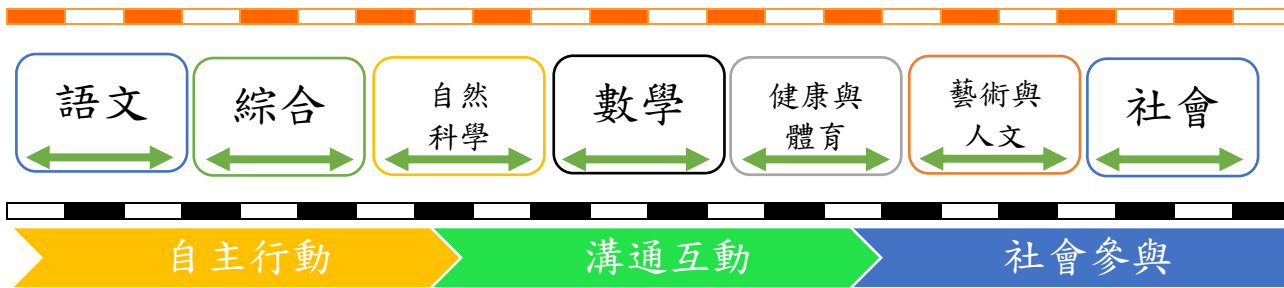 語文
綜合
自然
科學
數學
健康與
體育
藝術與
人文
社會
自主行動
溝通互動
社會參與